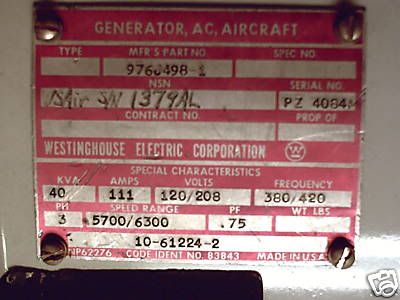 GENERATOR, AC, AIRCRAFT
TYPE MFR'S PART NO. SPEC NO.
976J498-1
NSN SERIAL NO.
S/N 1379AL PZ 4084
CONTRACT NO. PROP OF
WESTINGHOUSE ELECTRIC CORPORATION W
SPECIAL CHARACTERISTICS
KVA AMPS VOLTS FREQUENCY
40 111 120/208 380/420
PH SPEED RANGE PF WT. LBS
3 5700/6300 .75
10-61224-2
NP62276 CODE IDENT NO. 83843 MADE IN U.S.A.